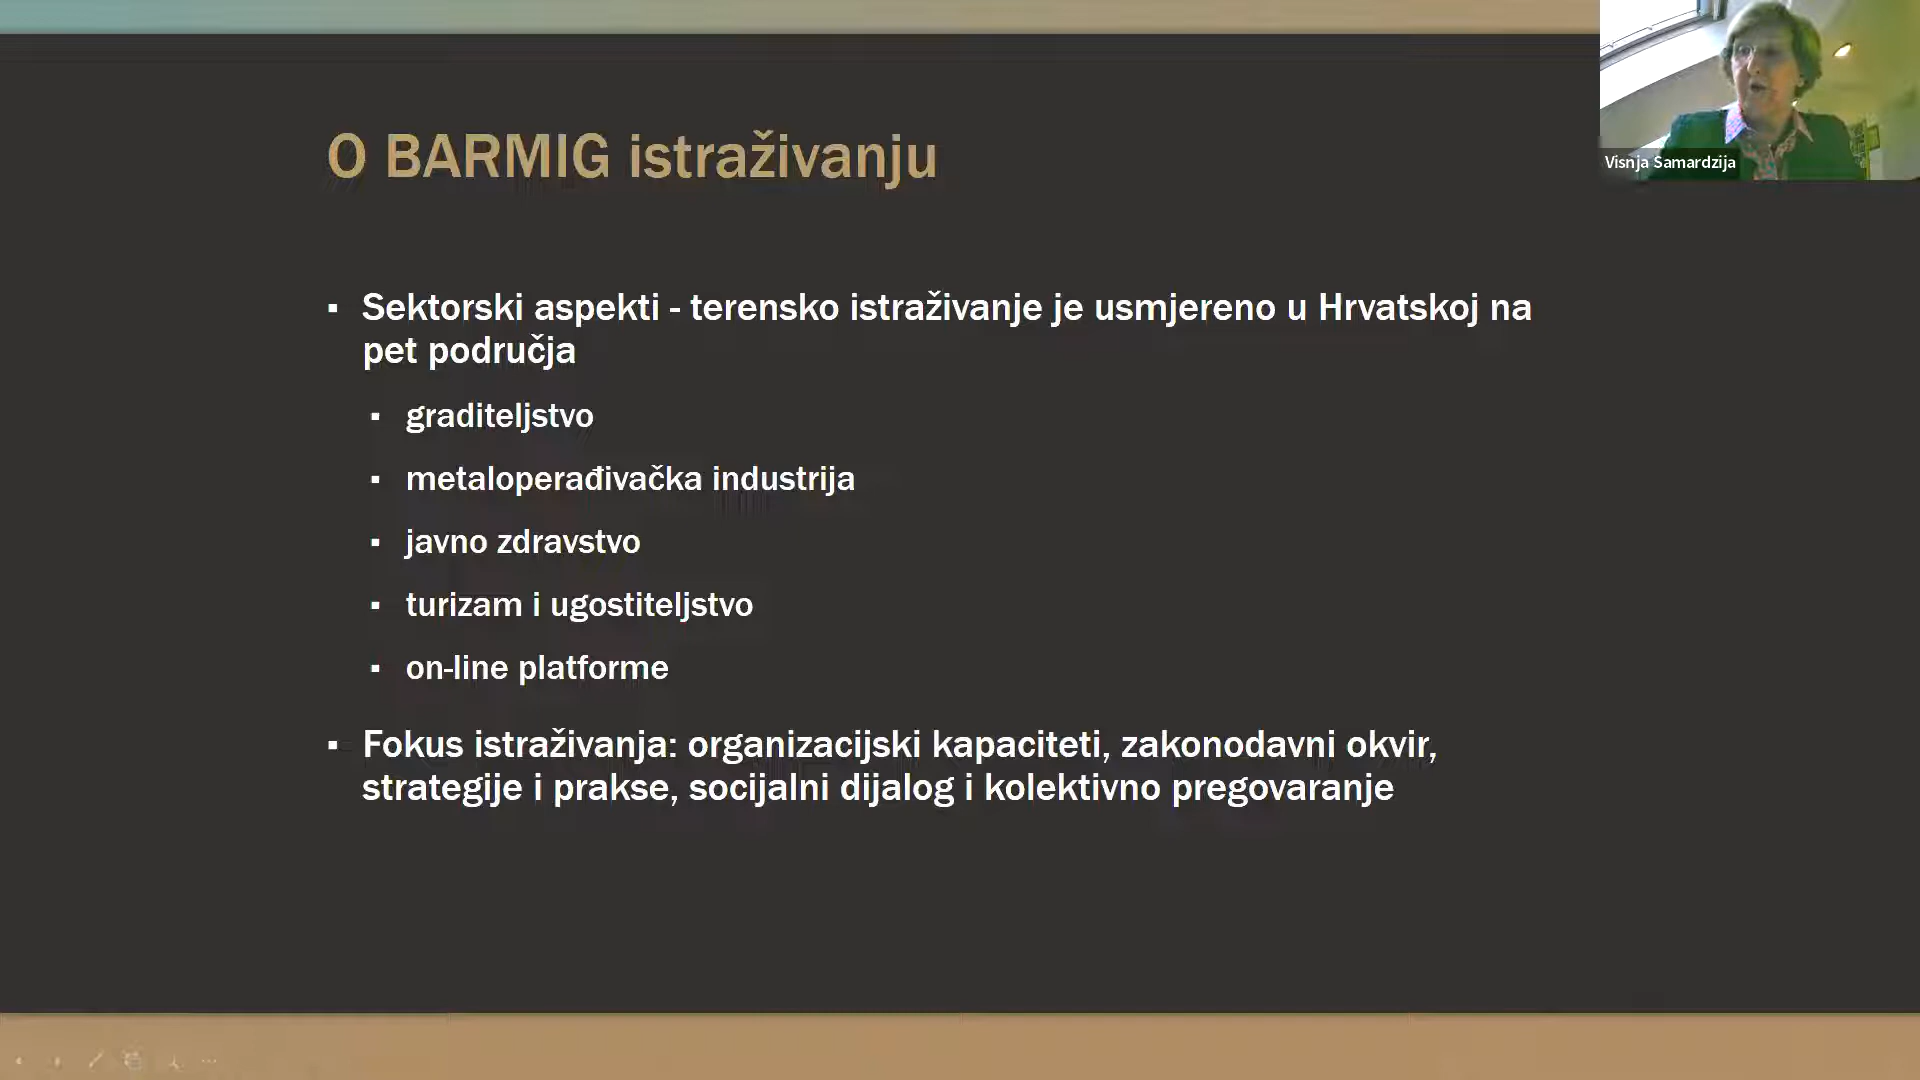 O BARMIG istraživanju
Visnja Samardzija
Sektorski aspekti - terensko istraživanje je usmjereno u Hrvatskoj na
pet područja
graditeljstvo
metaloperađivačka industrija
javno zdravstvo
turizam i ugostiteljstvo
on-line platforme
Fokus istraživanja: organizacijski kapaciteti, zakonodavni okvir,
strategije i prakse, socijalni dijalog i kolektivno pregovaranje